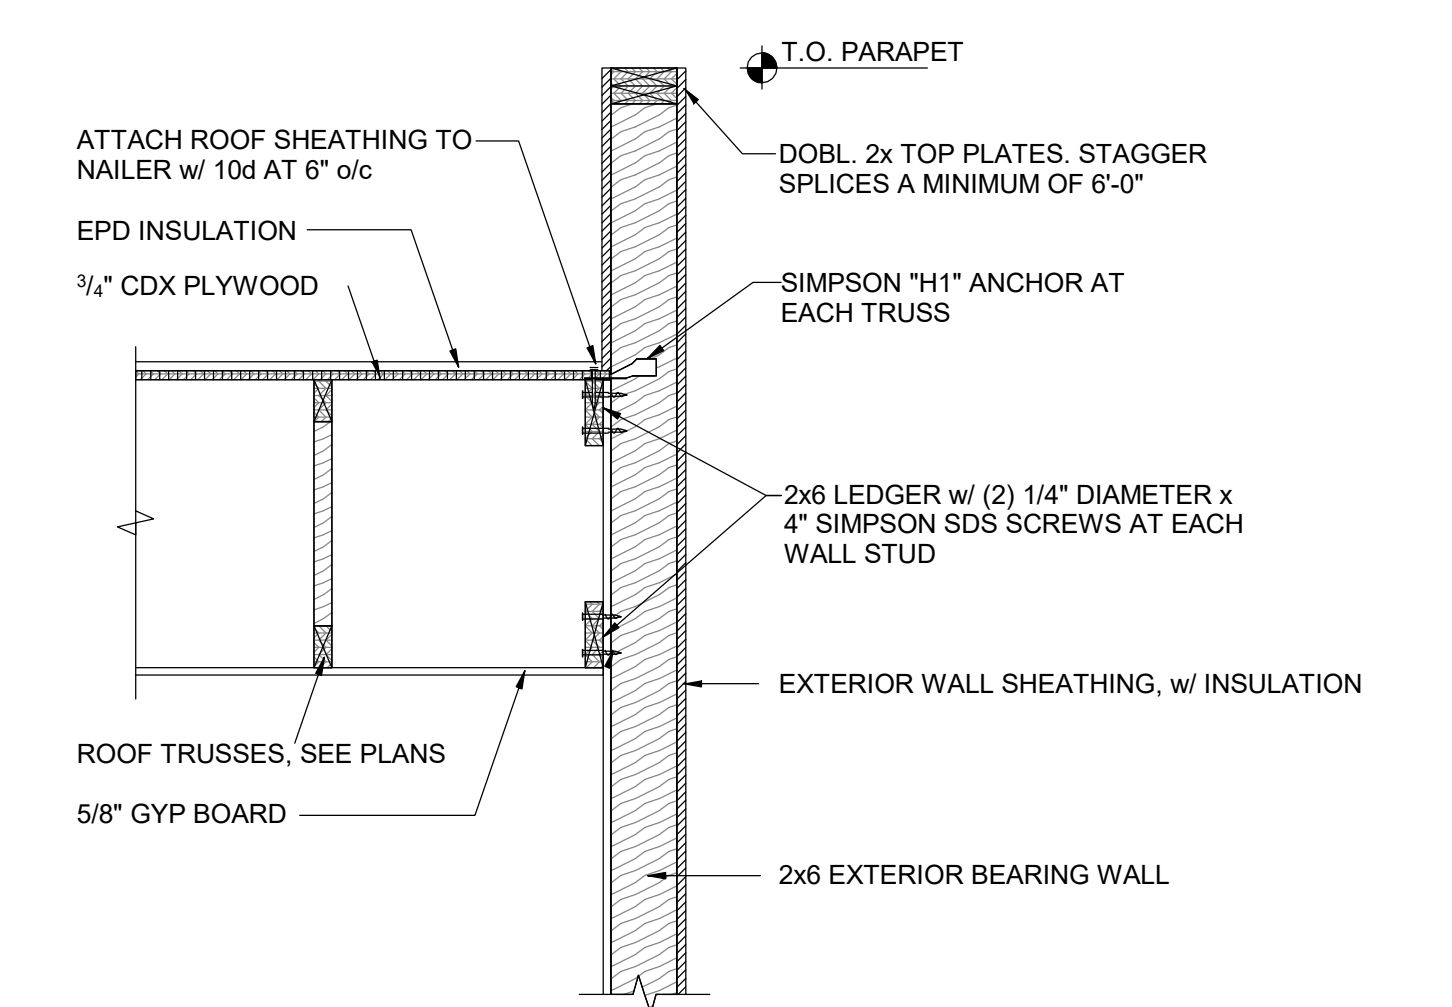 T.O. PARAPET
ATTACH ROOF SHEATHING TO
NAILER w/ 10d AT 6" o/c
DOBL. 2x TOP PLATES. STAGGER
SPLICES A MINIMUM OF 6'-0"
EPD INSULATION
3/4" CDX PLYWOOD
SIMPSON "H1" ANCHOR AT
EACH TRUSS
2x6 LEDGER w/ (2) 1/4" DIAMETER x
4" SIMPSON SDS SCREWS AT EACH
WALL STUD
EXTERIOR WALL SHEATHING, w/ INSULATION
ROOF TRUSSES, SEE PLANS
5/8" GYP BOARD
2x6 EXTERIOR BEARING WALL